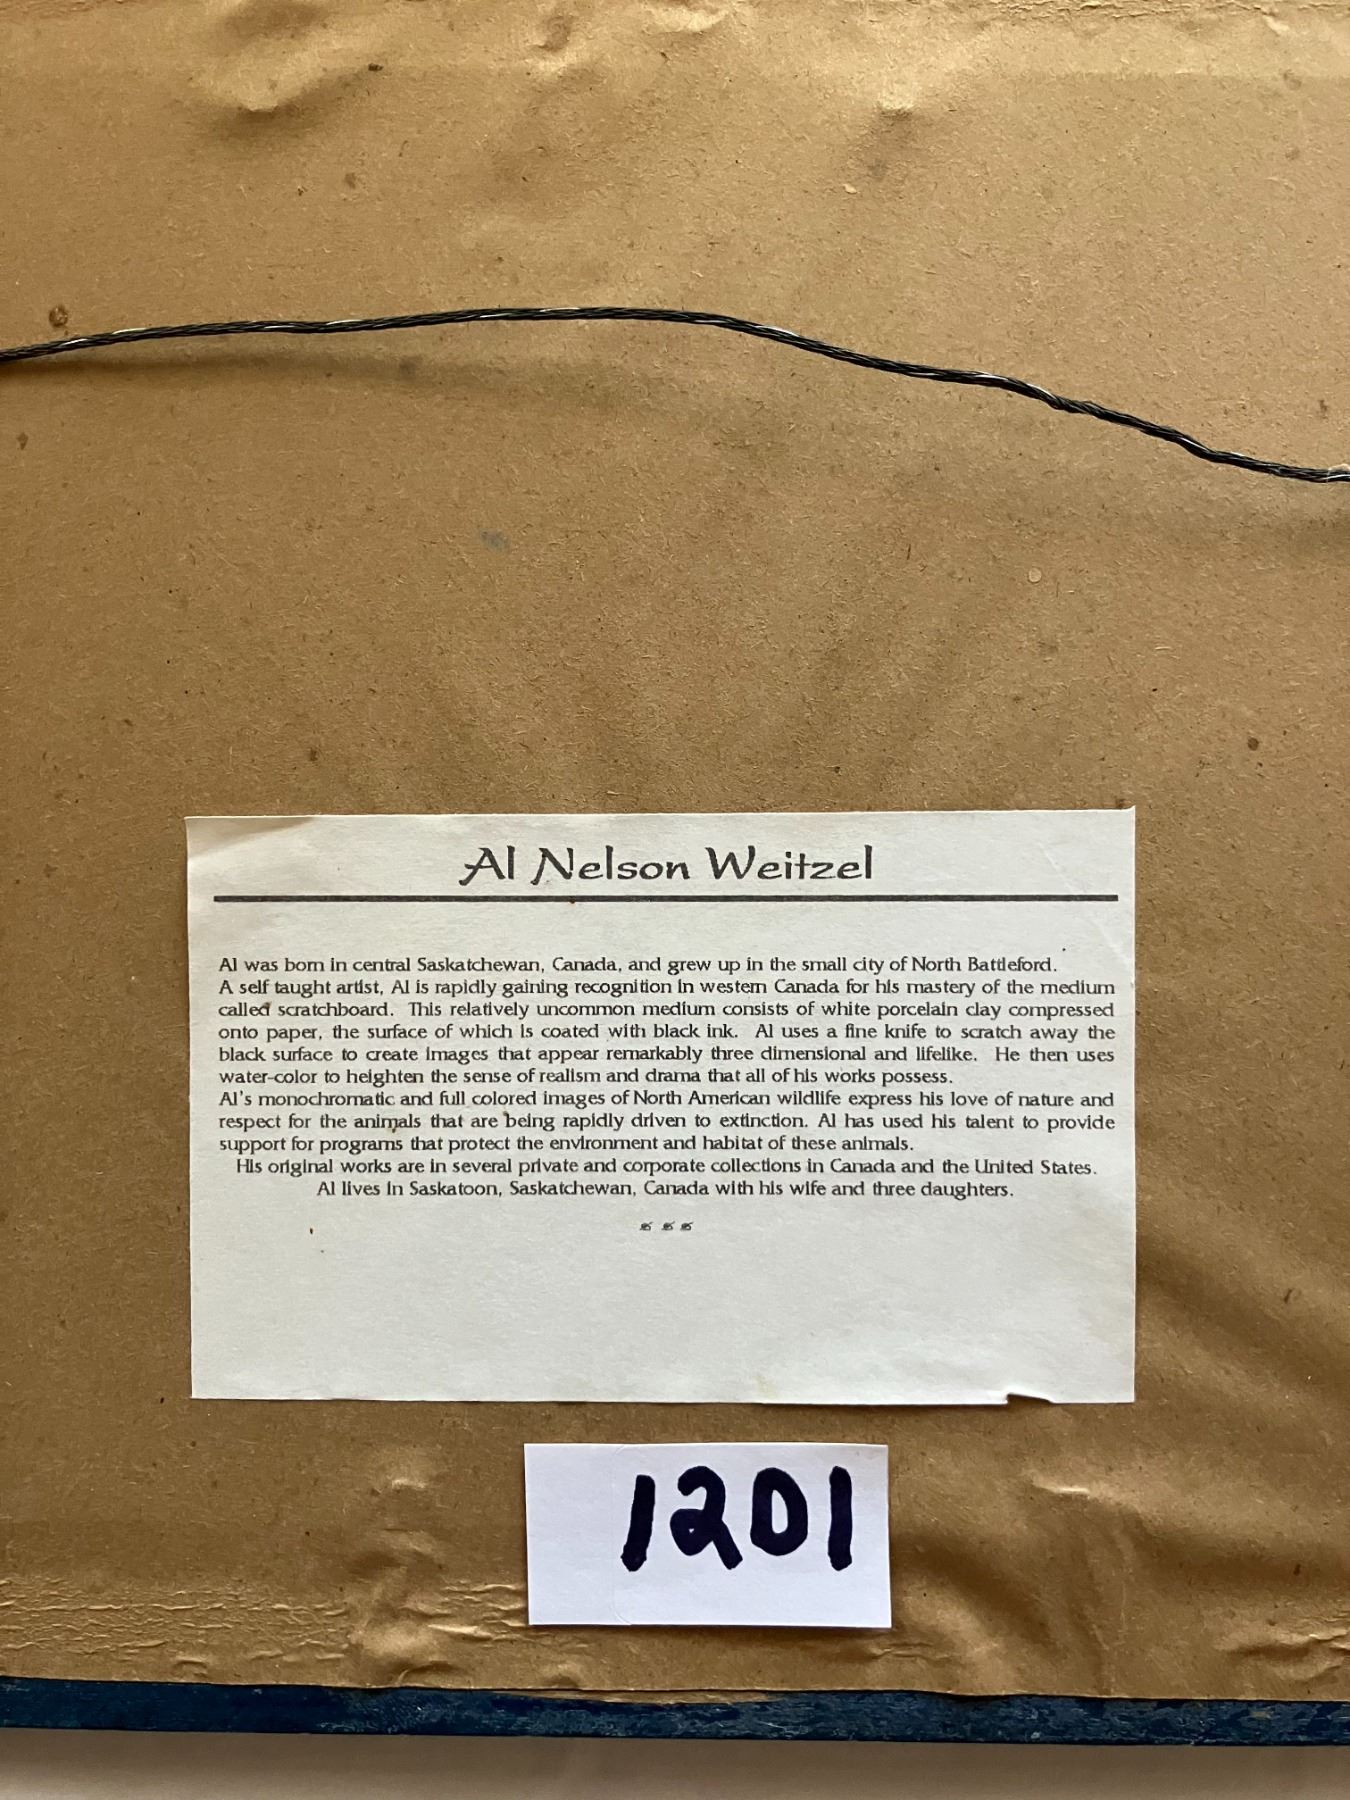 Al Nelson Weitzel
Al was born in central Saskatchewan, Canada, and grew up in the small city of North Battleford.
A self taught artist, Al is rapidly gaining recognition in western Canada for his mastery of the medium
called scratchboard. This relatively uncommon medium consists of white porcelain clay compressed
onto paper, the surface of which is coated with black ink. Al uses a fine knife to scratch away the
black surface to create images that appear remarkably three dimensional and lifelike. He then uses
water-color to heighten the sense of realism and drama that all of his works possess.
Al's monochromatic and full colored images of North American wildlife express his love of nature and
respect for the animals that are being rapidly driven to extinction. Al has used his talent to provide
support for programs that protect the environment and habitat of these animals.
His original works are in several private and corporate collections in Canada and the United States.
Al lives in Saskatoon, Saskatchewan, Canada with his wife and three daughters.
1201